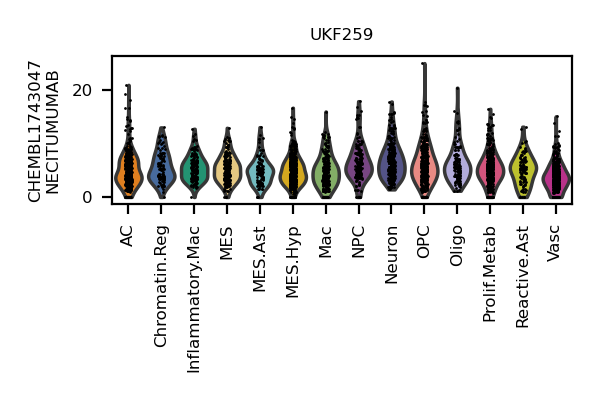 UKF259
CHEMBL1743047
NECITUMUMAB
20
0
AC
Chromatin.Reg
Inflammatory.Mac
MES
MES.Ast
MES.Hyp
Mac
NPC
Neuron
OPC
Oligo
Prolif.Metab
Reactive.Ast
Vasc